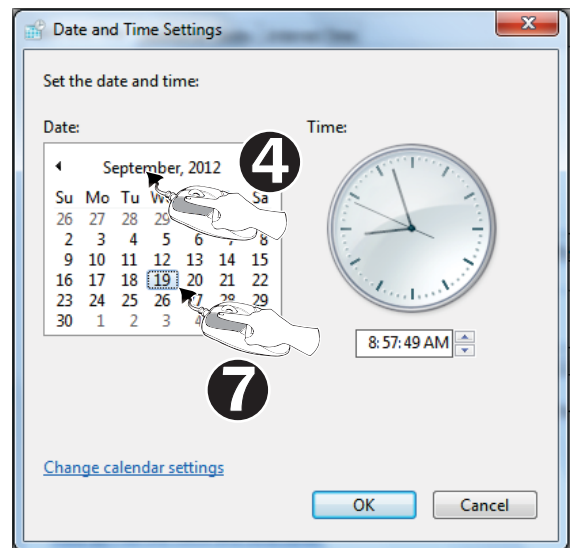 Date and Time Settings
Set the date and time:
Date:
Time:
September, 2012
4
Su Mo Tu Sa
26 27 28 29
2 3 4 5 6 7 8
9 10 11 12 13 14 15
16 17 18 19 20 21 22
23 24 25 26 27 28 29
30 1 2 3 4
8:57:49 AM
7
Change calendar settings
OK Cancel